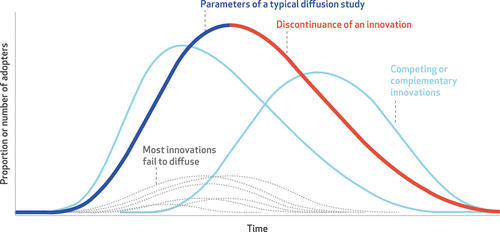 Parameters of a typical diffusion study
Discontinuance of an innovation
Competing or
complementary
innovations
Most innovations
fail to diffuse
Proportion or number of adopters
Time